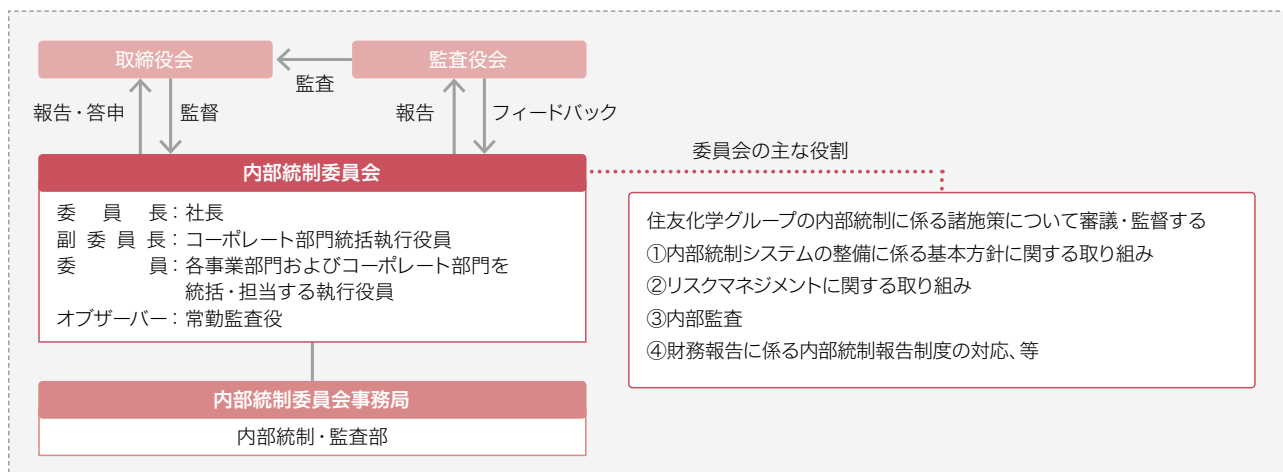 取締役会
監査役会
監査
報告・答申
監督
報告
フィードバック
内部統制委員会
委員長：社長
副委員長：コーポレート部門統括執行役員
委員：各事業部門およびコーポレート部門を
統括・担当する執行役員
オブザーバー：常勤監査役
内部統制委員会事務局
内部統制・監査部
委員会の主な役割
住友化学グループの内部統制に係る諸施策について審議・監督する
①内部統制システムの整備に係る基本方針に関する取り組み
②リスクマネジメントに関する取り組み
③内部監査
④財務報告に係る内部統制報告制度の対応、等